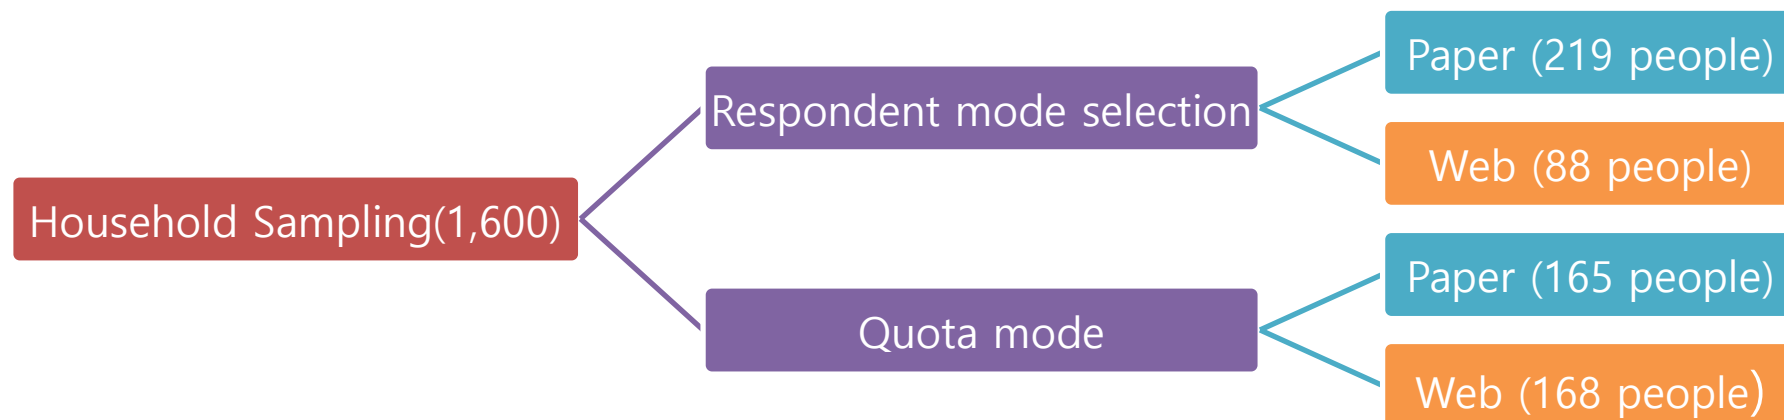 Household Sampling(1,600)
Respondent mode selection
Paper (219 people)
Web (88 people)
Quota mode
Paper (165 people)
Web (168 people)